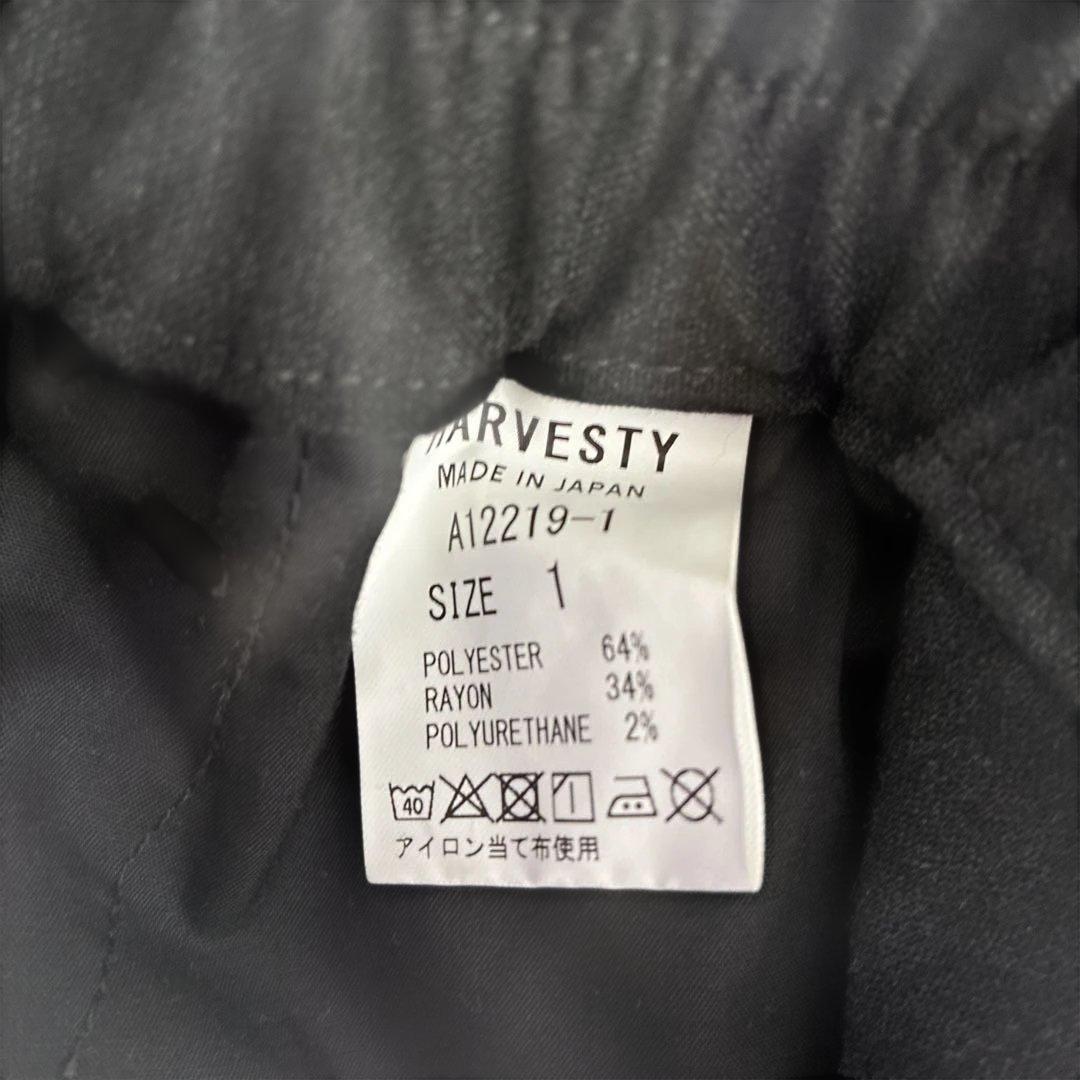 HARVESTY
MADE IN JAPAN
A12219-1
SIZE 1
POLYESTER 64%
RAYON 34%
POLYURETHANE 2%
40
アイロン当て布使用